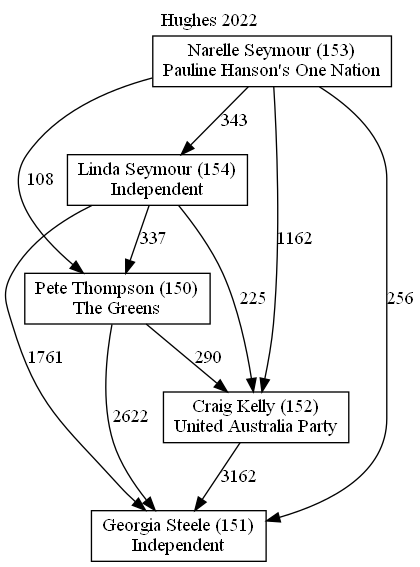 Hughes 2022
Narelle Seymour (153)
Pauline Hanson's One Nation
343
Linda Seymour (154)
Independent
108
337
1162
225
256
Pete Thompson (150)
The Greens
1761
290
2622
Craig Kelly (152)
United Australia Party
3162
Georgia Steele (151)
Independent